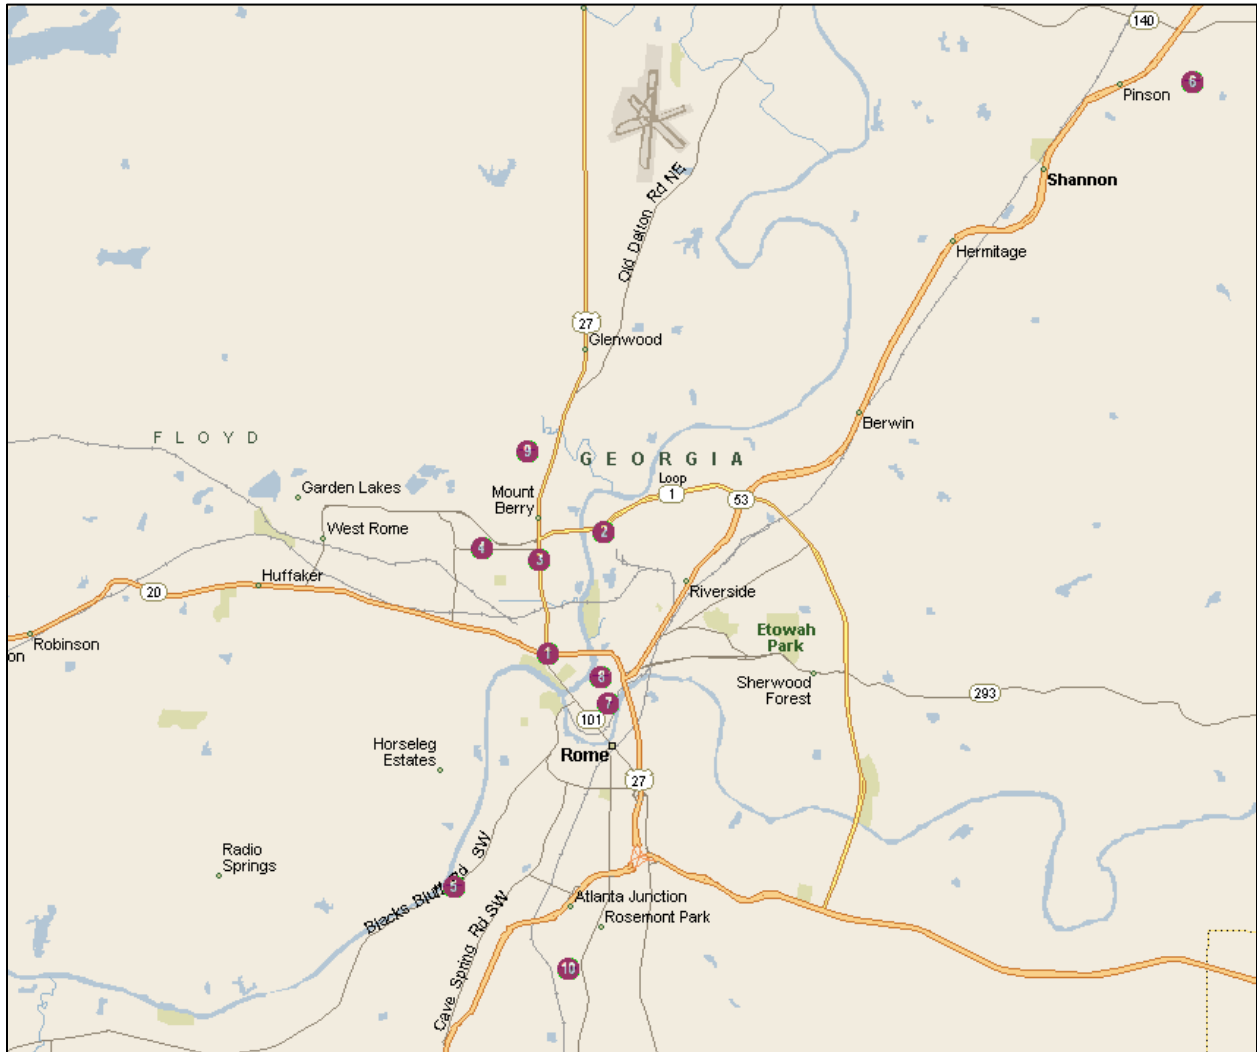 140
6
Pinson
Shannon
Old Dalton Rd NE
Hermitage
27
Glenwood
Berwin
FLOYD
9
GEORGIA
Loop
1
53
Garden Lakes
Mount
Berry
West Rome
2
4
3
Huffaker
20
Riverside
Etowah
Park
Robinson
on
1
8
Sherwood
Forest
293
7
101
Horseleg
Estates
Rome
27
Radio
Springs
Blacks Bluff Rd SW
5
Atlanta Junction
Rosemont Park
Cave Spring Rd SW
10